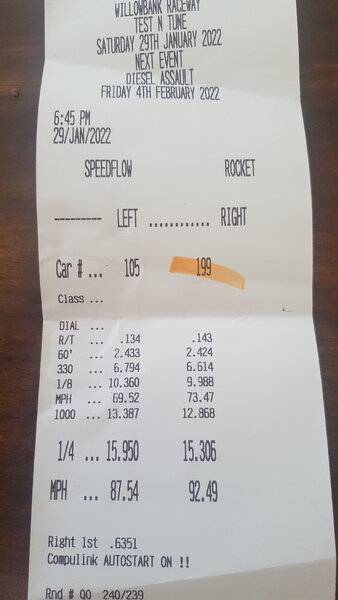 WILLOWBANK RACEWAY
TEST N TUNE
SATURDAY 29TH JANUARY 2022
NEXT EVENT
DIESEL ASSAULT
FRIDAY 4TH FEBRUARY 2022
6:45 PM
29/JAN/2022
SPEEDFLOW ROCKET
--------- LEFT ............ RIGHT
Car # ... 105 199
Class ...
DIAL ...
R/T ... .134 .143
60' ... 2.433 2.424
330 ... 6.794 6.614
1/8 ... 10.360 9.988
MPH ... 69.52 73.47
1000 ... 13.387 12.868
1/4 ... 15.950 15.306
MPH ... 87.54 92.49
Right 1st .6351
Compulink AUTOSTART ON !!
Rnd # Q0 240/239